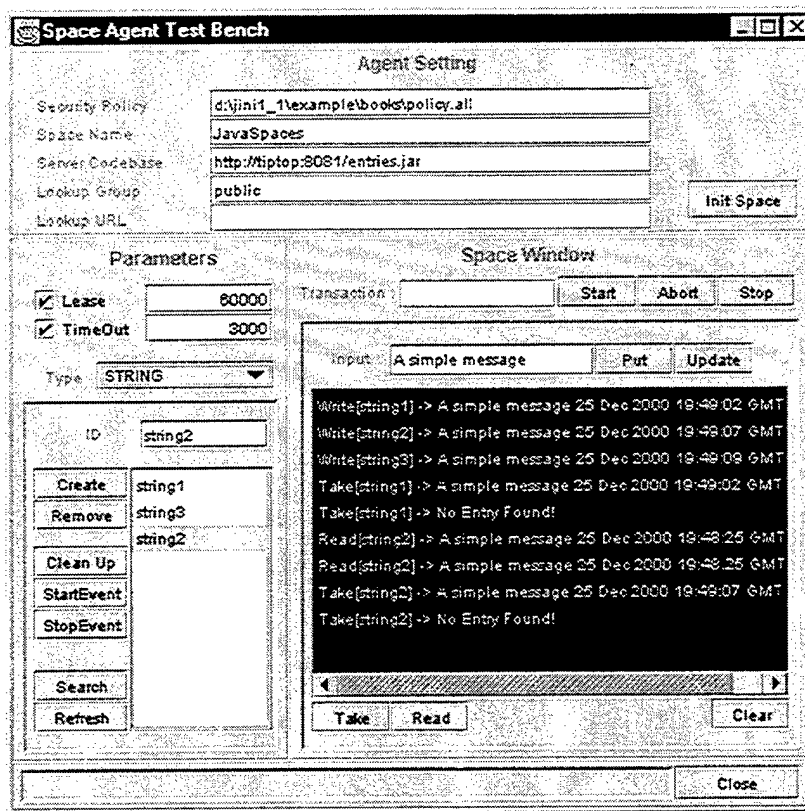 Space Agent Test Bench
Agent Setting
Security Policy d:\jini1_1\example\books\policy.all
Space Name JavaSpaces
Server Codebase http://tiptop:8081/entries.jar
Lookup Group public
Init Space
Lookup URL
Parameters
Lease 60000
TimeOut 3000
Type STRING
ID string2
Create
Remove
Clean Up
StartEvent
StopEvent
Search
Refresh
string1
string3
string2
Space Window
Transaction Start Abort Stop
Input A simple message Put Update
Write[string1] -> A simple message 25 Dec 2000 19:49:02 GMT
Write[string2] -> A simple message 25 Dec 2000 19:49:07 GMT
Write[string3] -> A simple message 25 Dec 2000 19:49:09 GMT
Take[string1] -> A simple message 25 Dec 2000 19:49:02 GMT
Take[string1] -> No Entry Found!
Read[string2] -> A simple message 25 Dec 2000 19:48:25 GMT
Read[string2] -> A simple message 25 Dec 2000 19:48:25 GMT
Take[string2] -> A simple message 25 Dec 2000 19:49:07 GMT
Take[string2] -> No Entry Found!
Take Read Clear
Close